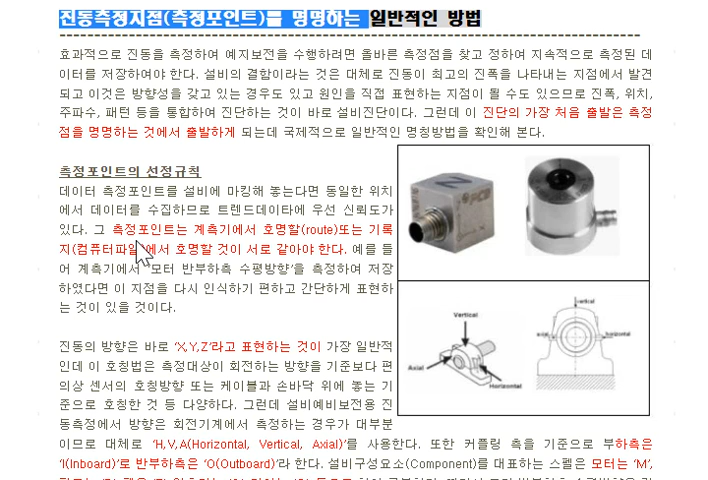 진동측정지점(측정포인트)를 명명하는 일반적인 방법
효과적으로 진동을 측정하여 예지보전을 수행하려면 올바른 측정점을 찾고 정하여 지속적으로 측정된 데
이터를 저장하여야 한다. 설비의 결함이라는 것은 대체로 진동이 최고의 진폭을 나타내는 지점에서 발견
되고 이것은 방향성을 갖고 있는 경우도 있고 원인을 직접 표현하는 지점이 될 수도 있으므로 진폭, 위치,
주파수, 패턴 등을 통합하여 진단하는 것이 바로 설비진단이다. 그런데 이 진단의 가장 처음 출발은 측정
점을 명명하는 것에서 출발하게 되는데 국제적으로 일반적인 명칭방법을 확인해 본다.
측정포인트의 선정규칙
데이터 측정포인트를 설비에 마킹해 놓는다면 동일한 위치
에서 데이터를 수집하므로 트렌드데이타에 우선 신뢰도가
있다. 그 측정포인트는 계측기에서 호명할(route)또는 기록
지(컴퓨터파일)에서 호명할 것이 서로 같아야 한다. 예를 들
어 계측기에서 '모터 반부하측 수평방향'을 측정하여 저장
하였다면 이 지점을 다시 인식하기 편하고 간단하게 표현하
는 것이 있을 것이다.
진동의 방향은 바로 'X,Y,Z'라고 표현하는 것이 가장 일반적
인데 이 호칭법은 측정대상이 회전하는 방향을 기준보다 편
의상 센서의 호칭방향 또는 케이블과 손바닥 위에 놓는 기
준으로 호칭한 것 등 다양하다. 그런데 설비예비보전용 진
동측정에서 방향은 회전기계에서 측정하는 경우가 대부분
이므로 대체로 'H,V,A(Horizontal, Vertical, Axial)'를 사용한다. 또한 커플링 측을 기준으로 부하측은
'I(Inboard)'로 반부하측은 'O(Outboard)'라 한다. 설비구성요소(Component)를 대표하는 스펠은 모터는 'M',
Z
PCB
Vertical
Axial
Horizontal
vertical
axial
horizontal